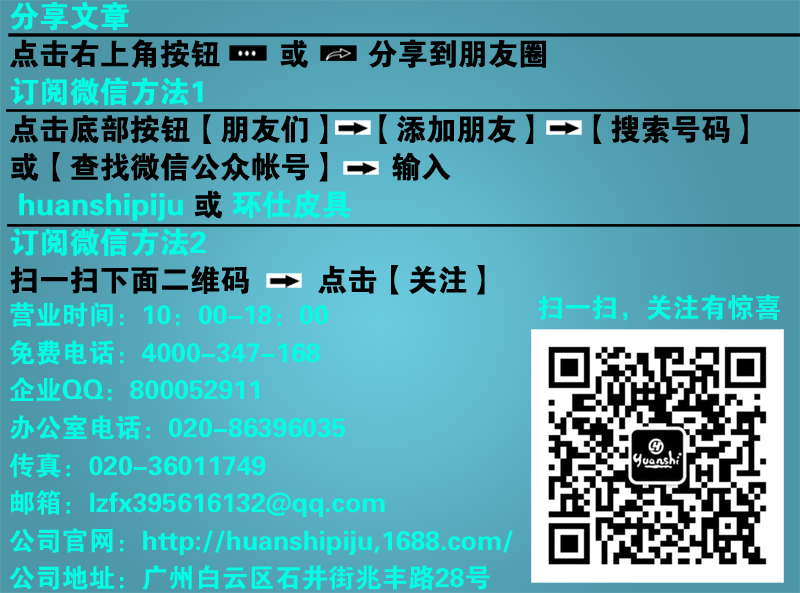 分享文章
点击右上角按钮 或 分享到朋友圈
订阅微信方法1
点击底部按钮【朋友们】【添加朋友】【搜索号码】
或【查找微信公众帐号】输入
huanshipiju 或 环仕皮具
订阅微信方法2
扫一扫下面二维码 点击【关注】
扫一扫，关注有惊喜
营业时间：10：00-18：00
免费电话：4000-347-168
企业QQ：800052911
办公室电话：020-86396035
传真：020-36011749
邮箱：lzfx395616132@qq.com
公司官网：http://huanshipiju,1688.com/
公司地址：广州白云区石井街兆丰路28号
yuanshi